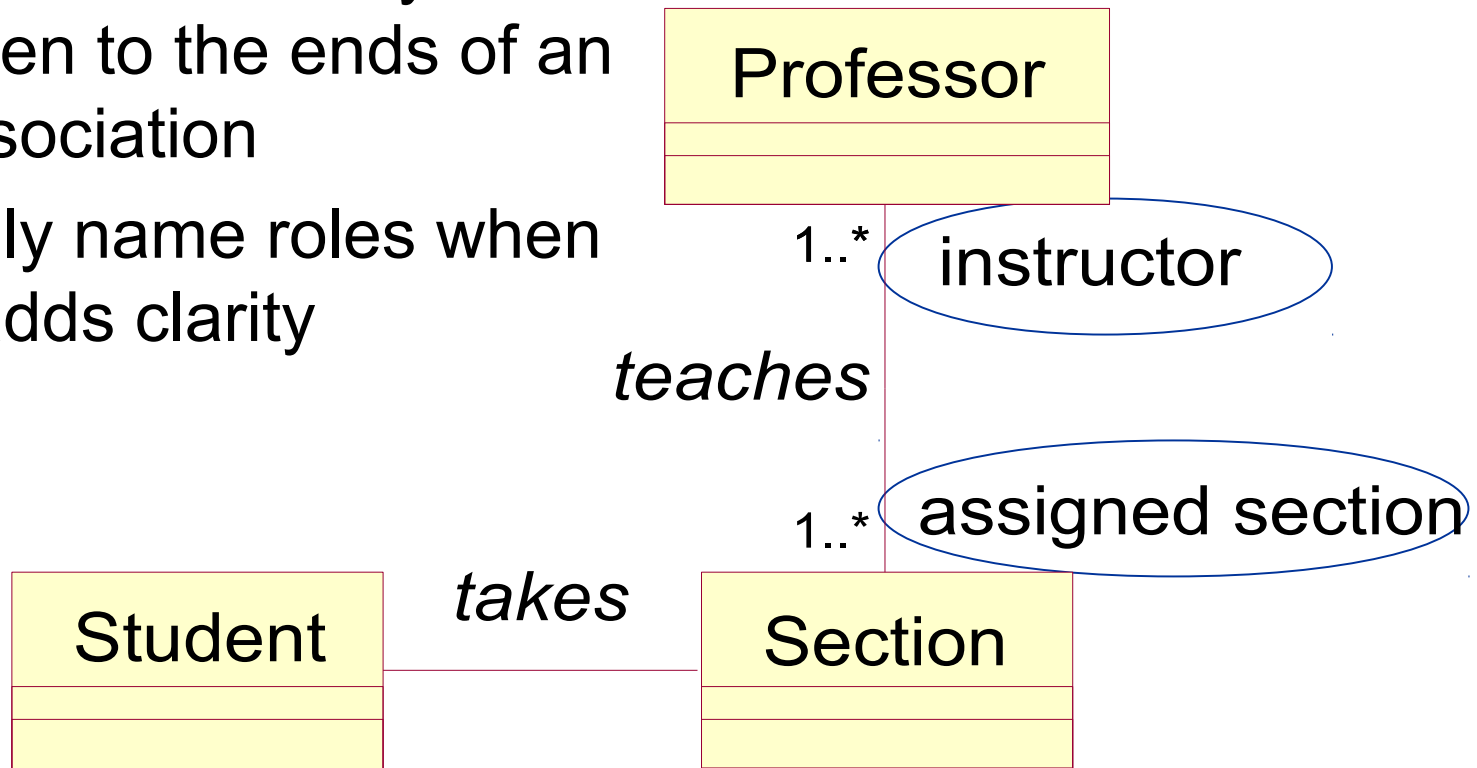 en to the ends of an
sociation
ly name roles when
dds clarity
Professor
1..*
instructor
teaches
1..*
assigned section
takes
Student
Section